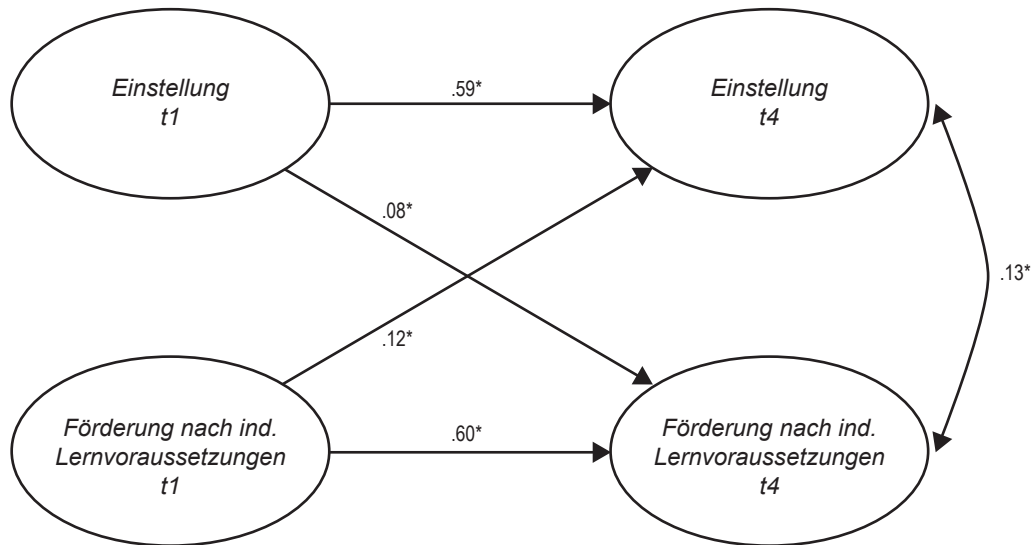 Einstellung
t1
.59*
Einstellung
t4
.08*
.13*
.12*
Förderung nach ind.
Lernvoraussetzungen
t1
.60*
Förderung nach ind.
Lernvoraussetzungen
t4